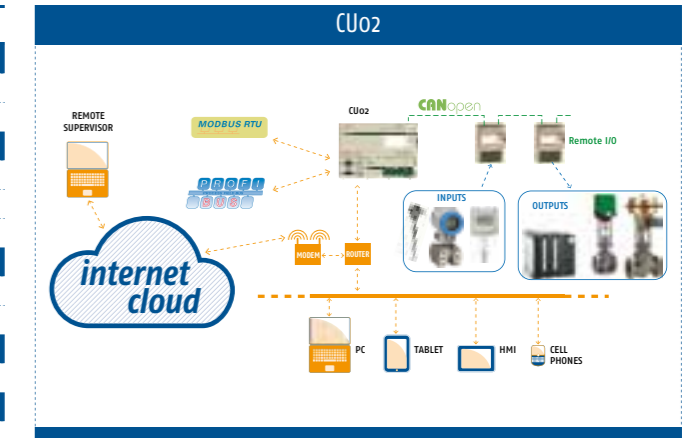 CU02
REMOTE
SUPERVISOR
MODBUS RTU
CU02
CANopen
Remote I/O
PROFI
BUS
INPUTS
OUTPUTS
MODEM
ROUTER
internet
cloud
PC
TABLET
HMI
CELL
PHONES